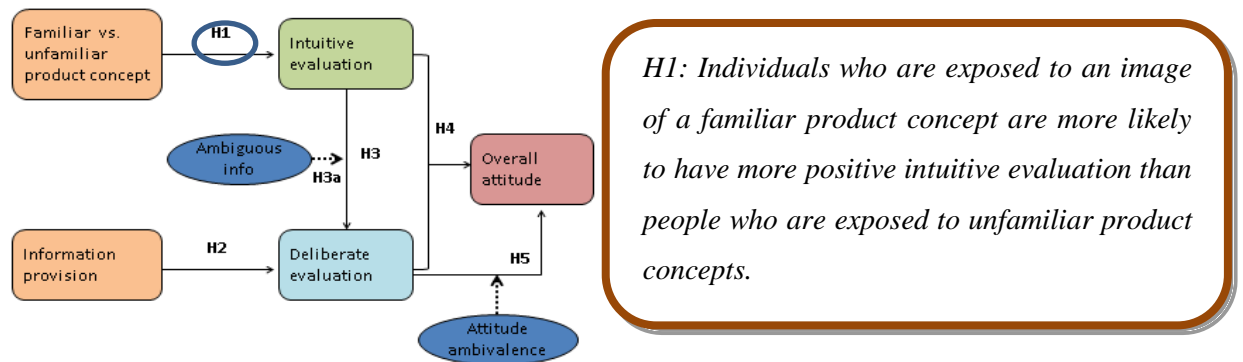 Familiar vs.
unfamiliar
product concept
H1
Intuitive
evaluation
Ambiguous
info
H3a
H3
H4
Overall
attitude
Information
provision
H2
Deliberate
evaluation
H5
Attitude
ambivalence
H1: Individuals who are exposed to an image
of a familiar product concept are more likely
to have more positive intuitive evaluation than
people who are exposed to unfamiliar product
concepts.